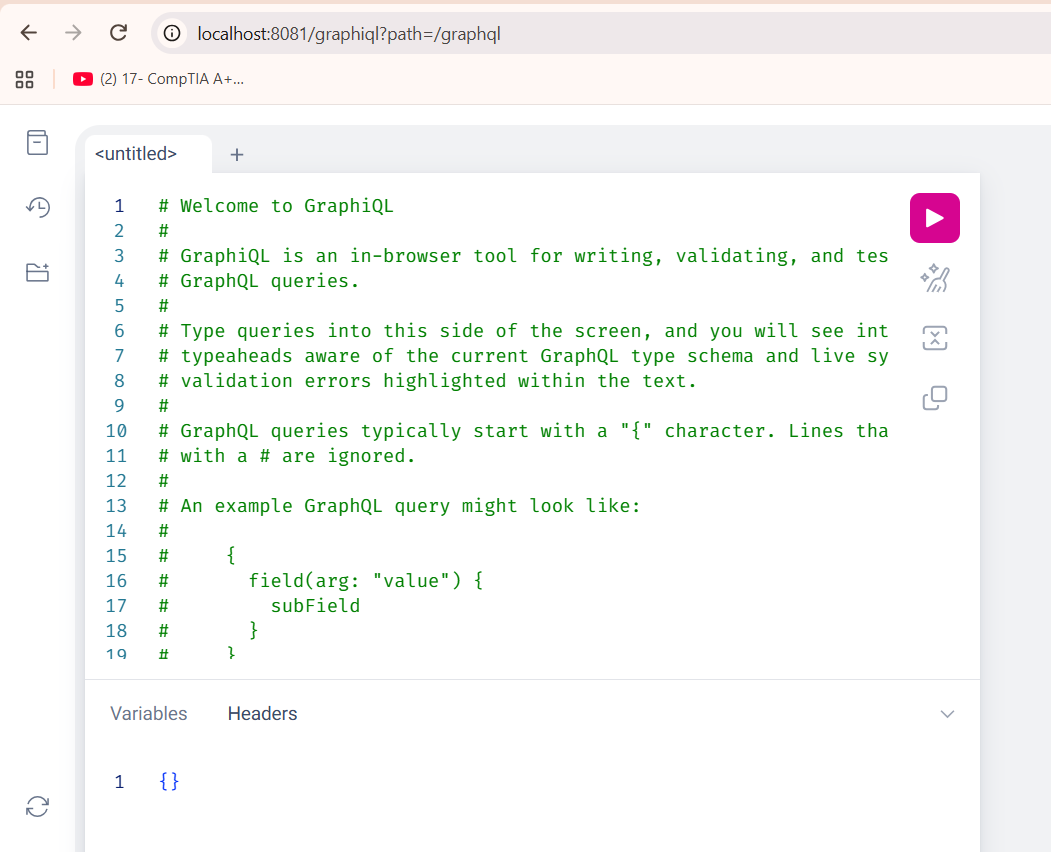 localhost:8081/graphiql?path=/graphql
(2) 17- CompTIA A+...
<untitled> +
1 # Welcome to GraphiQL
2 #
3 # GraphiQL is an in-browser tool for writing, validating, and tes
4 # GraphQL queries.
5 #
6 # Type queries into this side of the screen, and you will see int
7 # typeaheads aware of the current GraphQL type schema and live sy
8 # validation errors highlighted within the text.
9 #
10 # GraphQL queries typically start with a "{" character. Lines tha
11 # with a # are ignored.
12 #
13 # An example GraphQL query might look like:
14 #
15 #     {
16 #       field(arg: "value") {
17 #         subField
18 #       }
19 #     }
Variables Headers
1 {}